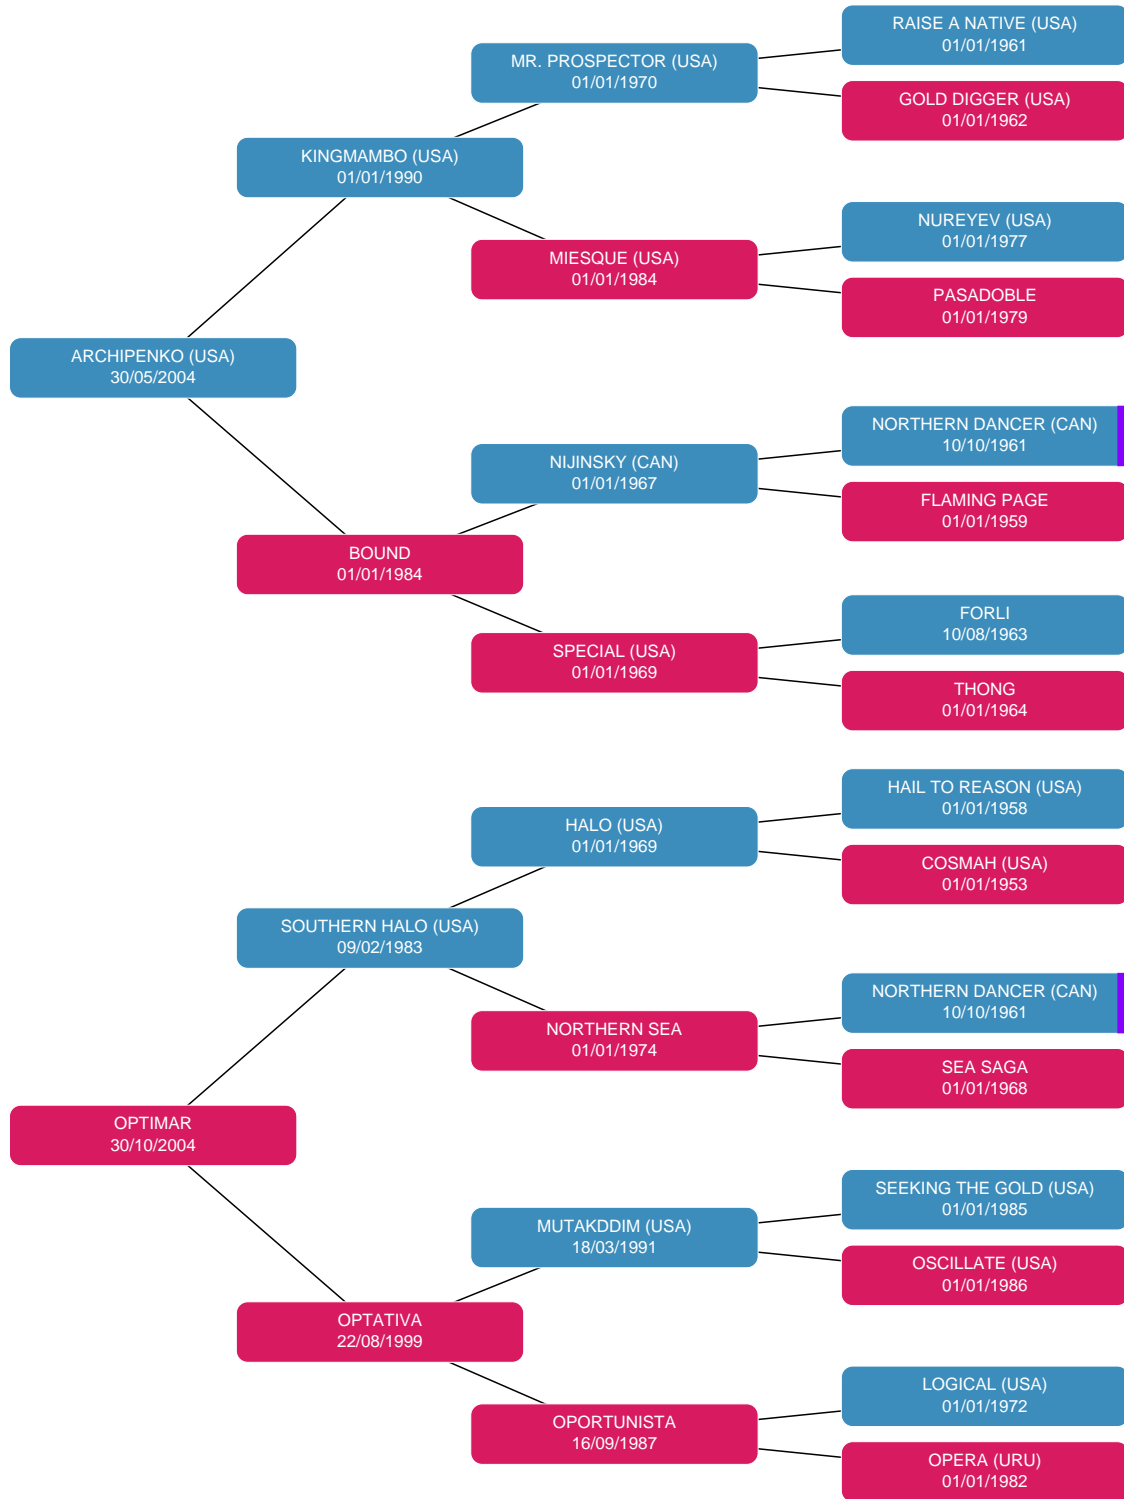 RAISE A NATIVE (USA)
01/01/1961
MR. PROSPECTOR (USA)
01/01/1970
GOLD DIGGER (USA)
01/01/1962
KINGMAMBO (USA)
01/01/1990
NUREYEV (USA)
01/01/1977
MIESQUE (USA)
01/01/1984
PASADOBLE
01/01/1979
ARCHIPENKO (USA)
30/05/2004
NORTHERN DANCER (CAN)
10/10/1961
NIJINSKY (CAN)
01/01/1967
FLAMING PAGE
01/01/1959
BOUND
01/01/1984
FORLI
10/08/1963
SPECIAL (USA)
01/01/1969
THONG
01/01/1964
HAIL TO REASON (USA)
01/01/1958
HALO (USA)
01/01/1969
COSMAH (USA)
01/01/1953
SOUTHERN HALO (USA)
09/02/1983
NORTHERN DANCER (CAN)
10/10/1961
NORTHERN SEA
01/01/1974
SEA SAGA
01/01/1968
OPTIMAR
30/10/2004
SEEKING THE GOLD (USA)
01/01/1985
MUTAKDDIM (USA)
18/03/1991
OSCILLATE (USA)
01/01/1986
OPTATIVA
22/08/1999
LOGICAL (USA)
01/01/1972
OPORTUNISTA
16/09/1987
OPERA (URU)
01/01/1982